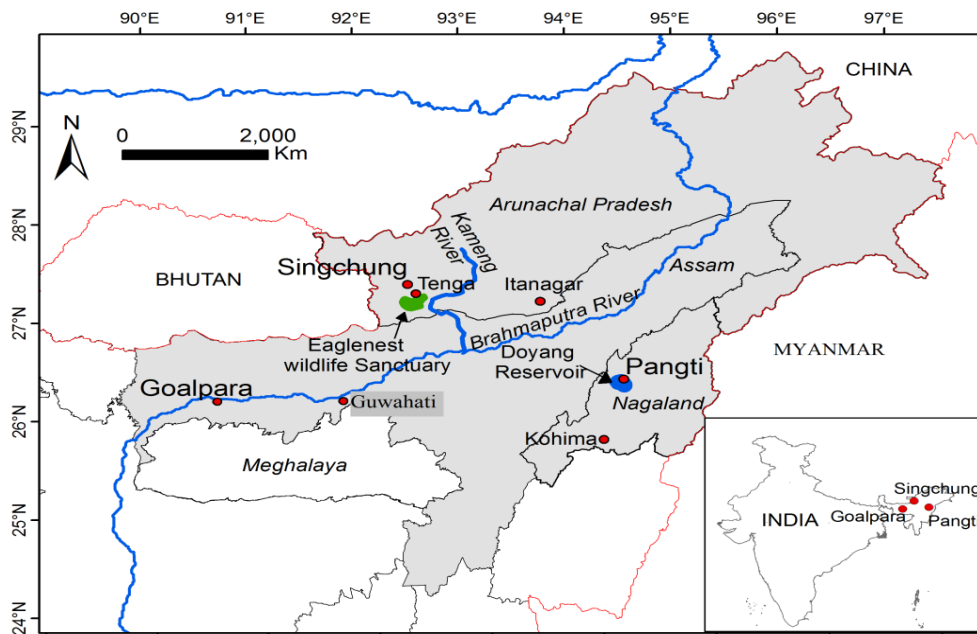 90°E 91°E 92°E 93°E 94°E 95°E 96°E 97°E
CHINA
29°N
N
0 2,000
Km
28°N
Arunachal Pradesh
Kameng
River
BHUTAN
Singchung
Tenga
Itanagar
Assam
27°N
Brahmaputra River
Eaglenest
wildlife Sanctuary
Doyang
Reservoir
Pangti
MYANMAR
Goalpara
Guwahati
Nagaland
26°N
Kohima
Meghalaya
25°N
24°N
Singchung
INDIA
Goalpara
Pangti